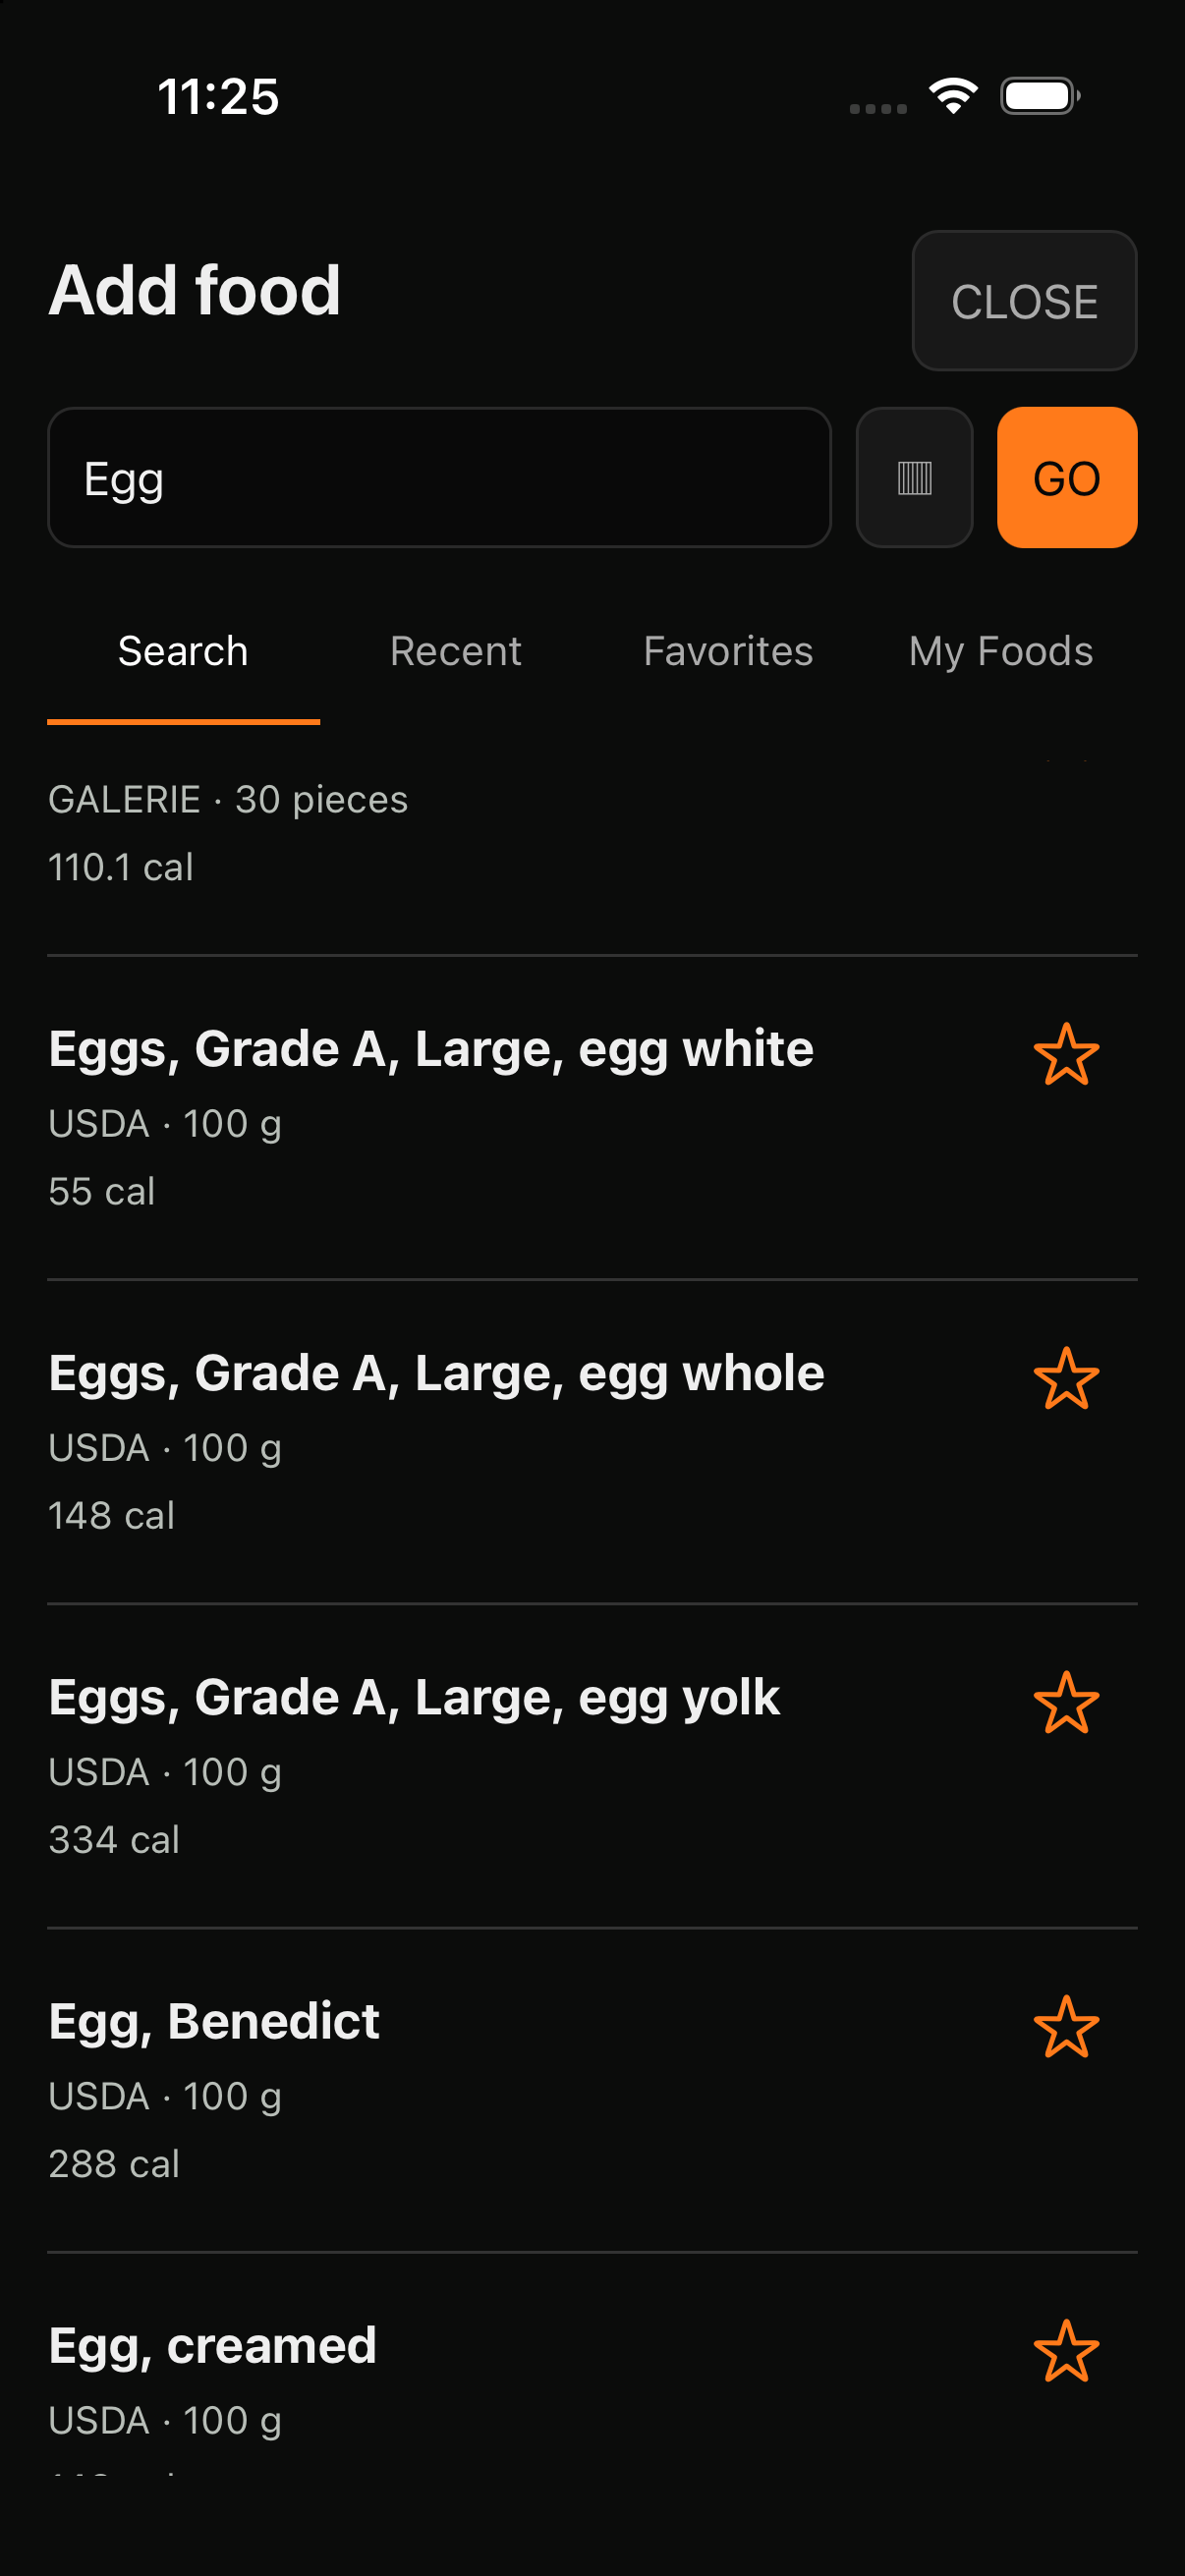 11:25
Add food
CLOSE
Egg
GO
Search
Recent
Favorites
My Foods
GALERIE · 30 pieces
110.1 cal
Eggs, Grade A, Large, egg white
USDA · 100 g
55 cal
Eggs, Grade A, Large, egg whole
USDA · 100 g
148 cal
Eggs, Grade A, Large, egg yolk
USDA · 100 g
334 cal
Egg, Benedict
USDA · 100 g
288 cal
Egg, creamed
USDA · 100 g